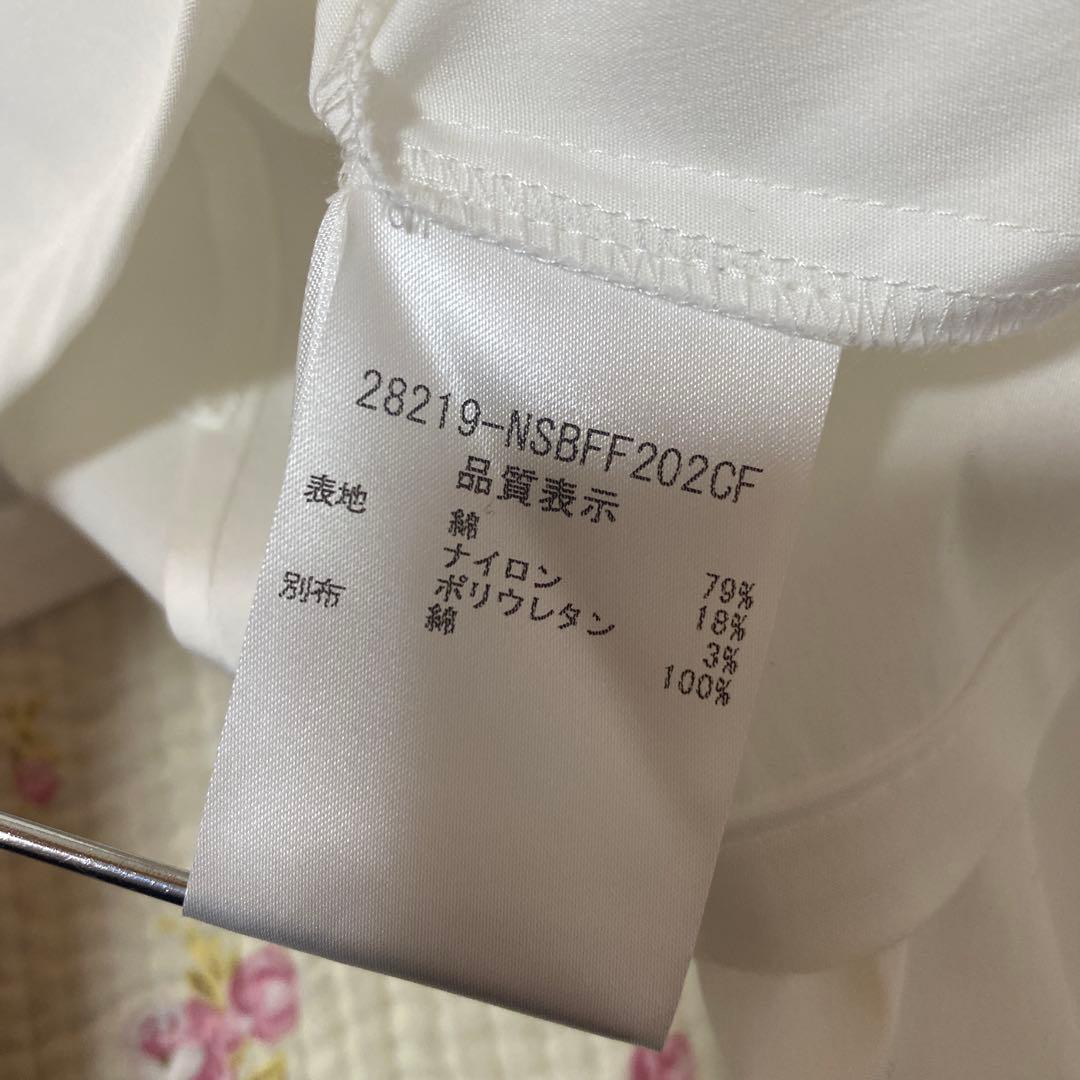 28219-NSBFF202CF
品質表示
表地 綿 79%
ナイロン 18%
ポリウレタン 3%
別布 綿 100%